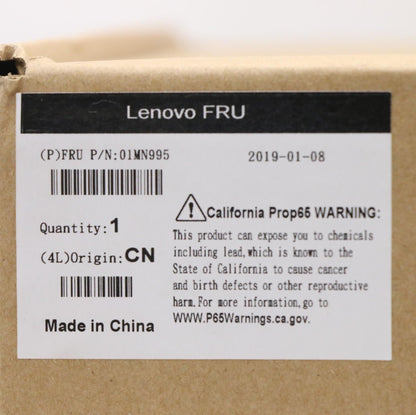 Lenovo FRU
(P)FRU P/N:01MN995
2019-01-08
Quantity:1
(4L)Origin:CN
Made in China
California Prop65 WARNING:
This product can expose you to chemicals
including lead,which is known to the
State of California to cause cancer
and birth defects or other reproductive
harm.For more information,go to
WWW.P65Warnings.ca.gov.